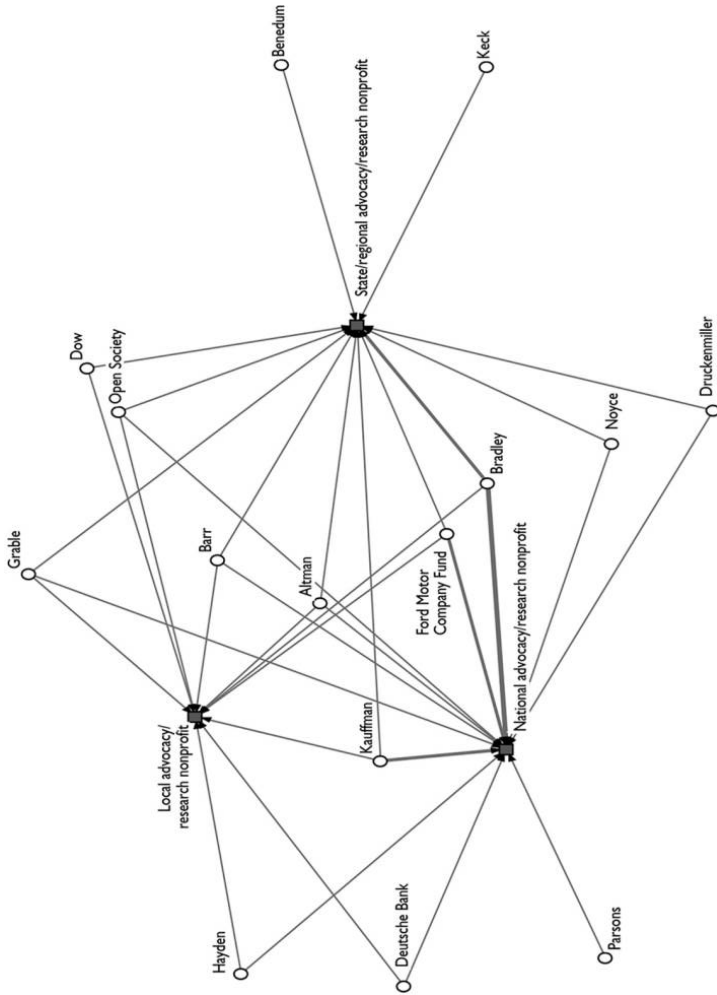 Benedum
Keck
State/regional advocacy/research nonprofit
Dow
Open Society
Druckenmiller
Noyce
Bradley
Grable
Barr
Altman
Ford Motor
Company Fund
National advocacy/research nonprofit
Local advocacy/
research nonprofit
Kauffman
Hayden
Deutsche Bank
Parsons